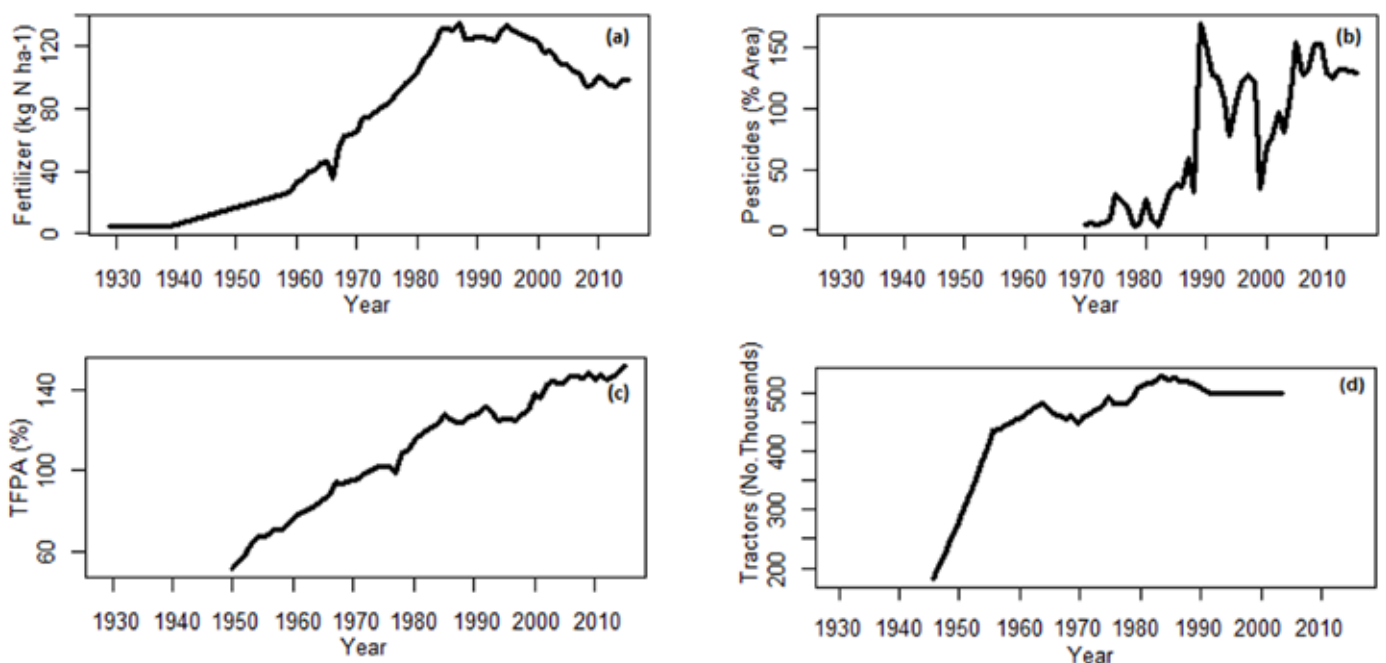 Fertilizer (kg N ha-1)
0 40 80 120
(a)
1930 1940 1950 1960 1970 1980 1990 2000 2010
Year
Pesticides (% Area)
0 50 100 150
(b)
1930 1940 1950 1960 1970 1980 1990 2000 2010
Year
TFPA (%)
60 100 140
(c)
1930 1940 1950 1960 1970 1980 1990 2000 2010
Year
Tractors (No.Thousands)
200 300 400 500
(d)
1930 1940 1950 1960 1970 1980 1990 2000 2010
Year